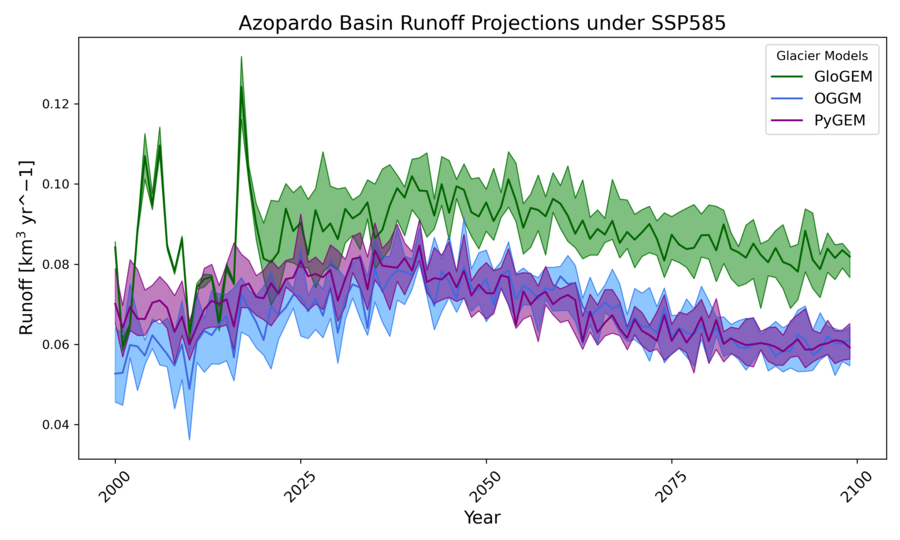 Azopardo Basin Runoff Projections under SSP585
Glacier Models
GloGEM
OGGM
PyGEM
0.12
0.10
0.08
0.06
0.04
Runoff [km³ yr^−1]
2000
2025
2050
2075
2100
Year